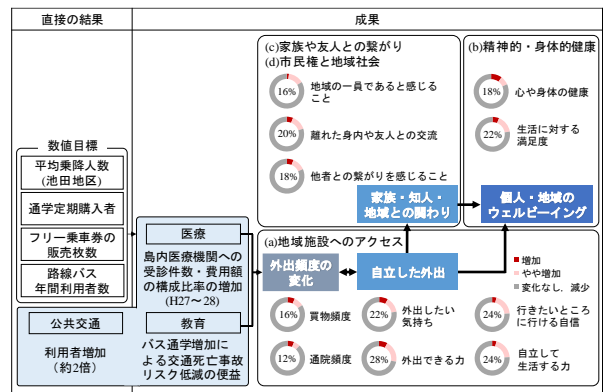 直接の結果
成果
数値目標
平均乗降人数
(池田地区)
通学定期購入者
フリー乗車券の
販売枚数
路線バス
年間利用者数
公共交通
利用者増加
(約2倍)
医療
島内医療機関への
受診件数・費用額
の構成比率の増加
(H27～28)
教育
バス通学増加に
よる交通死亡事故
リスク低減の便益
(c)家族や友人との繋がり
(d)市民権と地域社会
16%
地域の一員であると感じる
こと
20%
離れた身内や友人との交流
18%
他者との繋がりを感じること
家族・知人・
地域との関わり
(b)精神的・身体的健康
18%
心や身体の健康
22%
生活に対する
満足度
個人・地域の
ウェルビーイング
(a)地域施設へのアクセス
外出頻度の
変化
自立した外出
増加
やや増加
変化なし、減少
16%
買物頻度
22%
外出したい
気持ち
24%
行きたいところ
に行ける自信
12%
通院頻度
28%
外出できる力
24%
自立して
生活する力